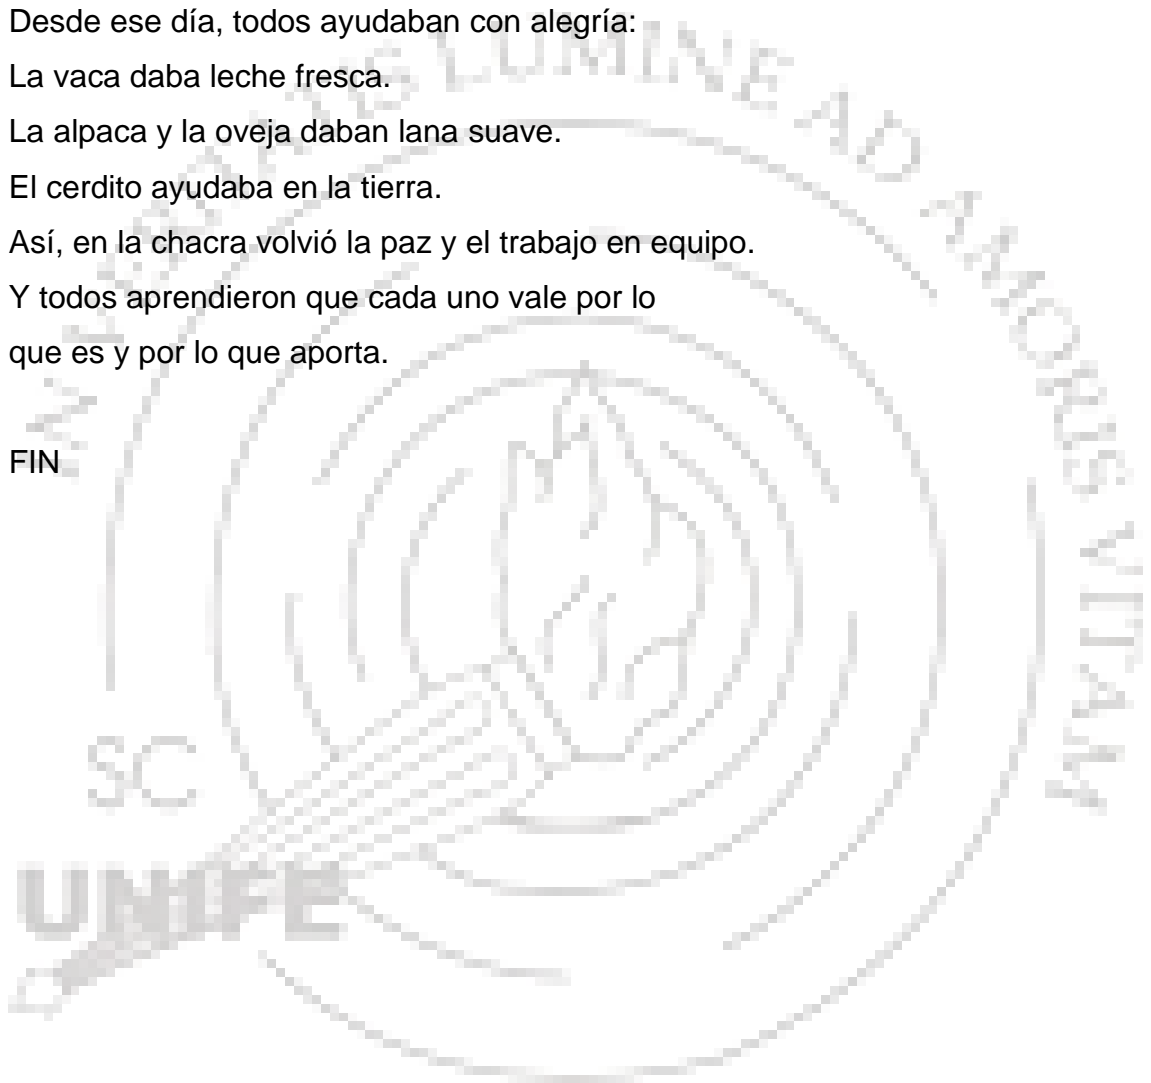 Desde ese día, todos ayudaban con alegría:
La vaca daba leche fresca.
La alpaca y la oveja daban lana suave.
El cerdito ayudaba en la tierra.
Así, en la chacra volvió la paz y el trabajo en equipo.
Y todos aprendieron que cada uno vale por lo
que es y por lo que aporta.
FIN
LUMINE AD AMORIS VITAM
SC
UNIFE